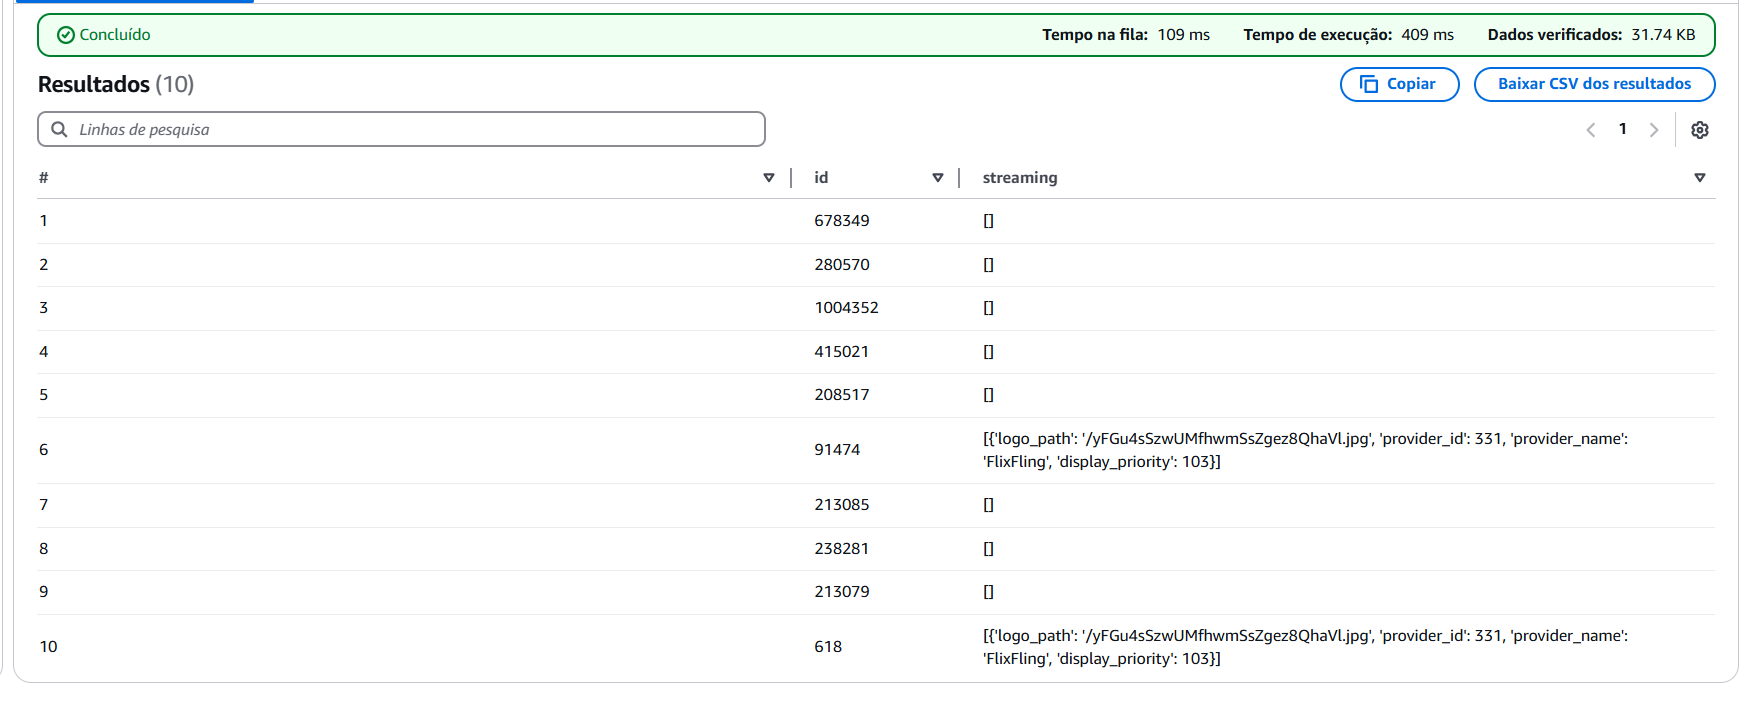 Concluído Tempo na fila: 109 ms Tempo de execução: 409 ms Dados verificados: 31.74 KB
Resultados (10) Copiar Baixar CSV dos resultados
Linhas de pesquisa 1
# id streaming
1 678349 []
2 280570 []
3 1004352 []
4 415021 []
5 208517 []
6 91474 [{'logo_path': '/yFGu4sSzwUMfhwmSsZgez8QhaVl.jpg', 'provider_id': 331, 'provider_name':
'FlixFling', 'display_priority': 103}]
7 213085 []
8 238281 []
9 213079 []
10 618 [{'logo_path': '/yFGu4sSzwUMfhwmSsZgez8QhaVl.jpg', 'provider_id': 331, 'provider_name':
'FlixFling', 'display_priority': 103}]